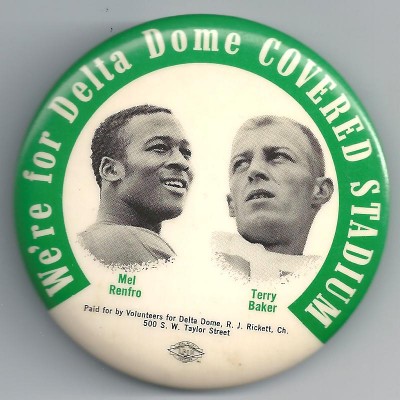 We're for Delta Dome COVERED STADIUM
Mel
Renfro
Terry
Baker
Paid for by Volunteers for Delta Dome, R. J. Rickett, Ch.
500 S. W. Taylor Street